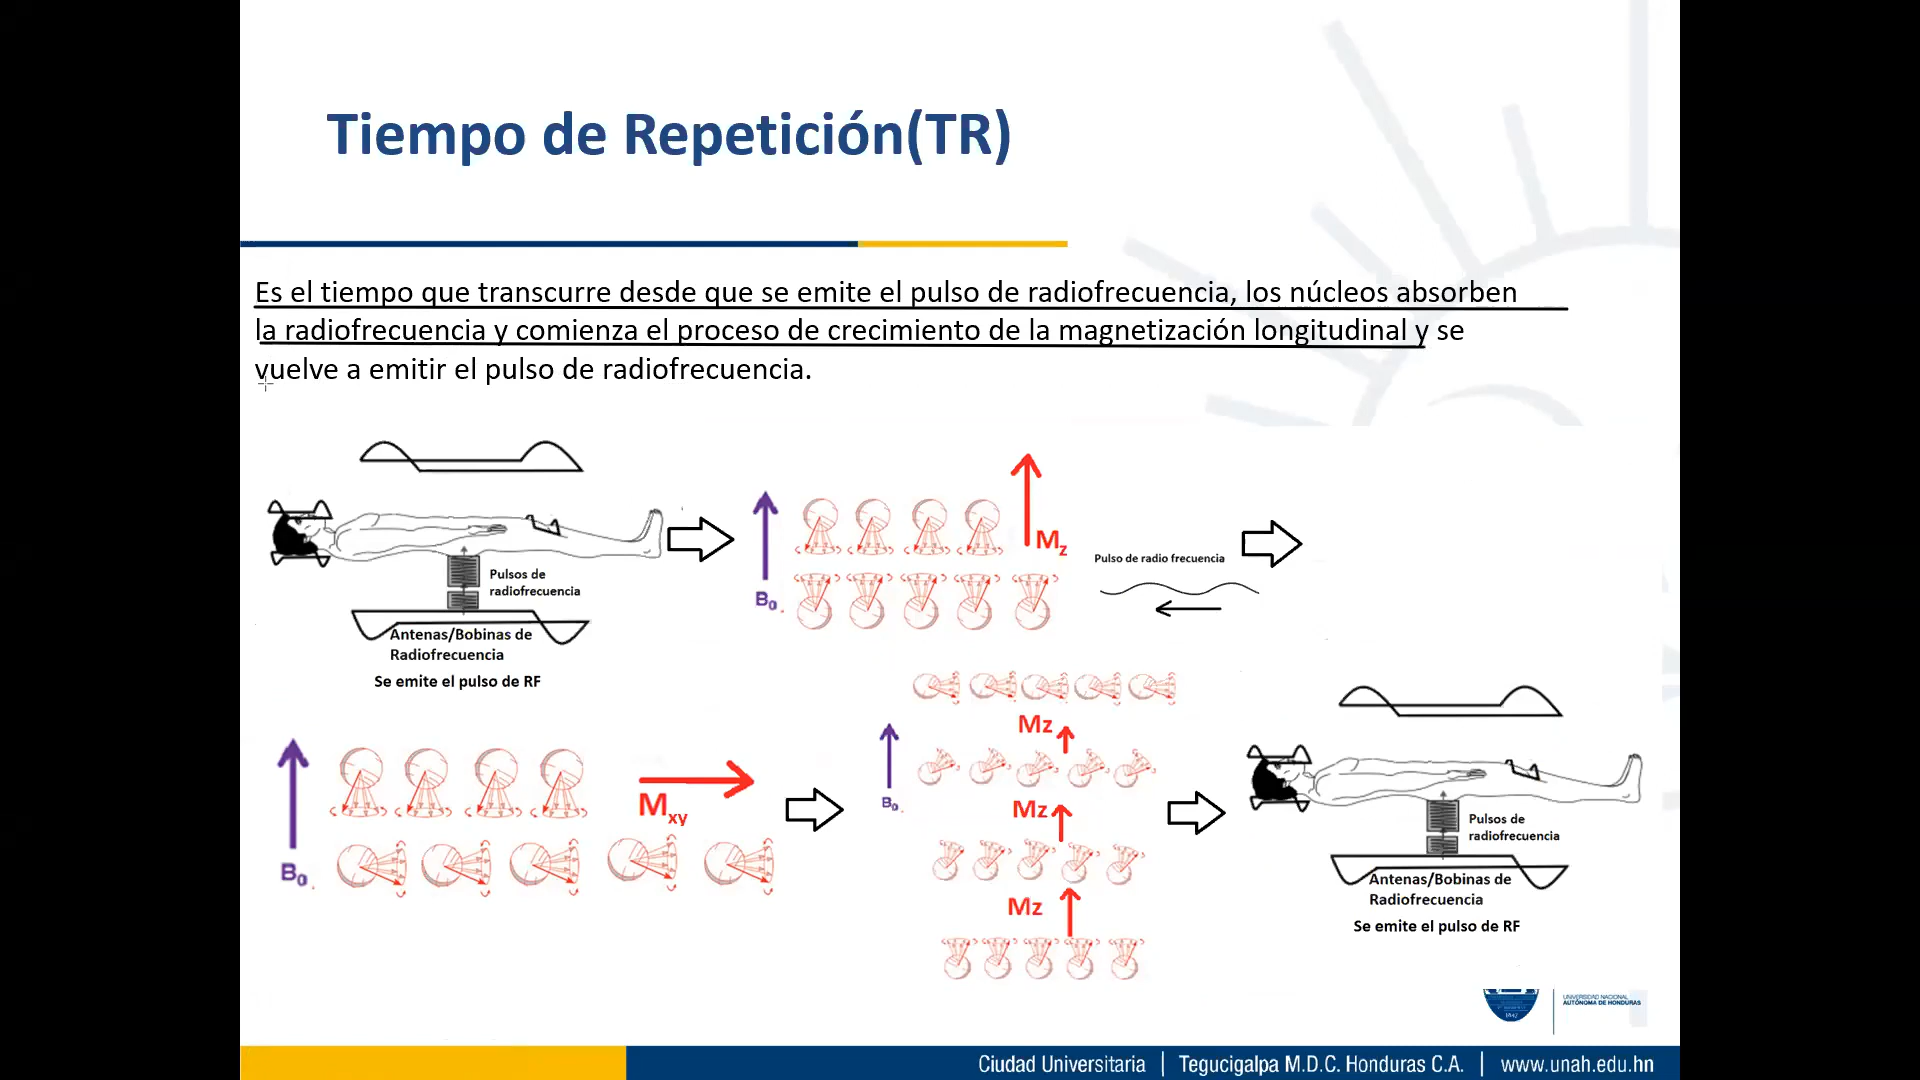 Tiempo de Repetición(TR)
Es el tiempo que transcurre desde que se emite el pulso de radiofrecuencia, los núcleos absorben
la radiofrecuencia y comienza el proceso de crecimiento de la magnetización longitudinal y se
vuelve a emitir el pulso de radiofrecuencia.
Pulsos de
radiofrecuencia
Antenas/Bobinas de
Radiofrecuencia
Se emite el pulso de RF
B₀.
Mz
Pulso de radio frecuencia
B₀.
Mxy
B₀.
Mz
Mz
Mz
Pulsos de
radiofrecuencia
Antenas/Bobinas de
Radiofrecuencia
Se emite el pulso de RF
UNIVERSIDAD NACIONAL
AUTÓNOMA DE HONDURAS
Ciudad Universitaria | Tegucigalpa M.D.C. Honduras C.A. | www.unah.edu.hn